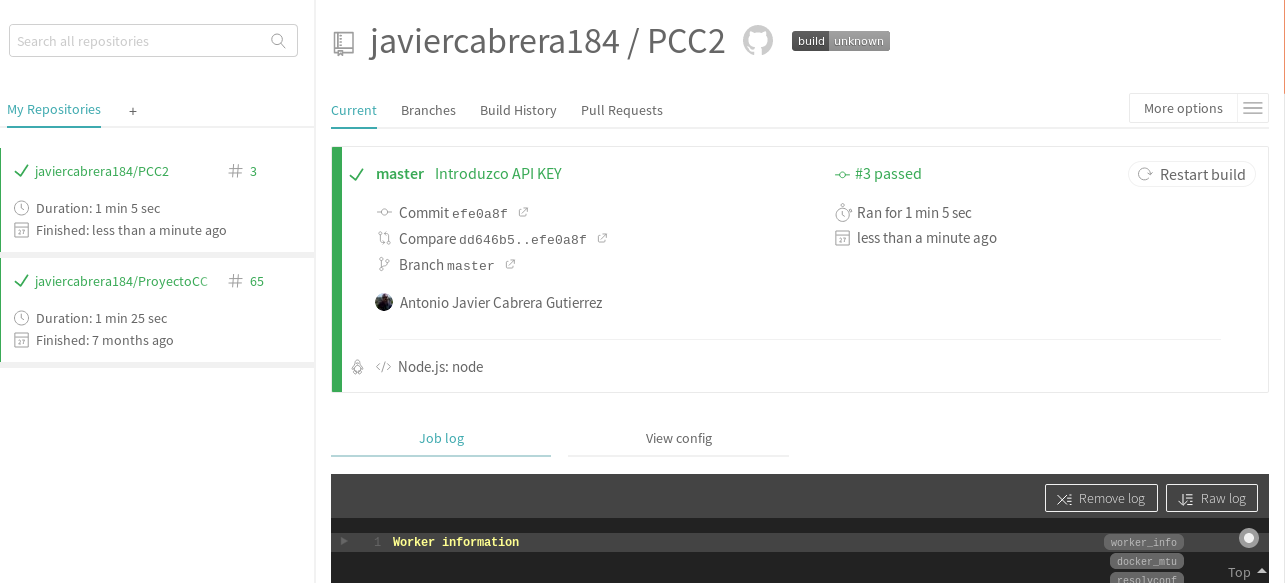 Search all repositories
My Repositories +
javiercabrera184/PCC2 # 3
Duration: 1 min 5 sec
Finished: less than a minute ago
javiercabrera184/ProyectoCC # 65
Duration: 1 min 25 sec
Finished: 7 months ago
javiercabrera184 / PCC2 build unknown
Current Branches Build History Pull Requests More options
master Introduzco API KEY #3 passed Restart build
Commit efe0a8f Ran for 1 min 5 sec
Compare dd646b5..efe0a8f less than a minute ago
Branch master
Antonio Javier Cabrera Gutierrez
</> Node.js: node
Job log View config
Remove log Raw log
1 Worker information worker_info
docker_mtu
resolvconf
Top